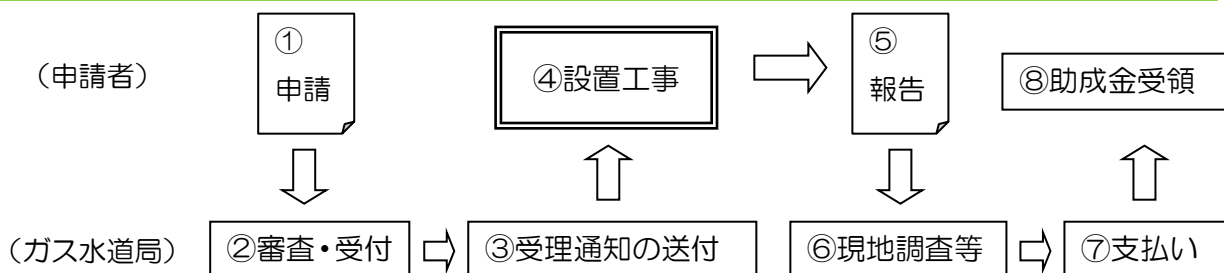 （申請者）
①
申請
④設置工事
⑤
報告
⑧助成金受領
（ガス水道局）
②審査・受付
③受理通知の送付
⑥現地調査等
⑦支払い